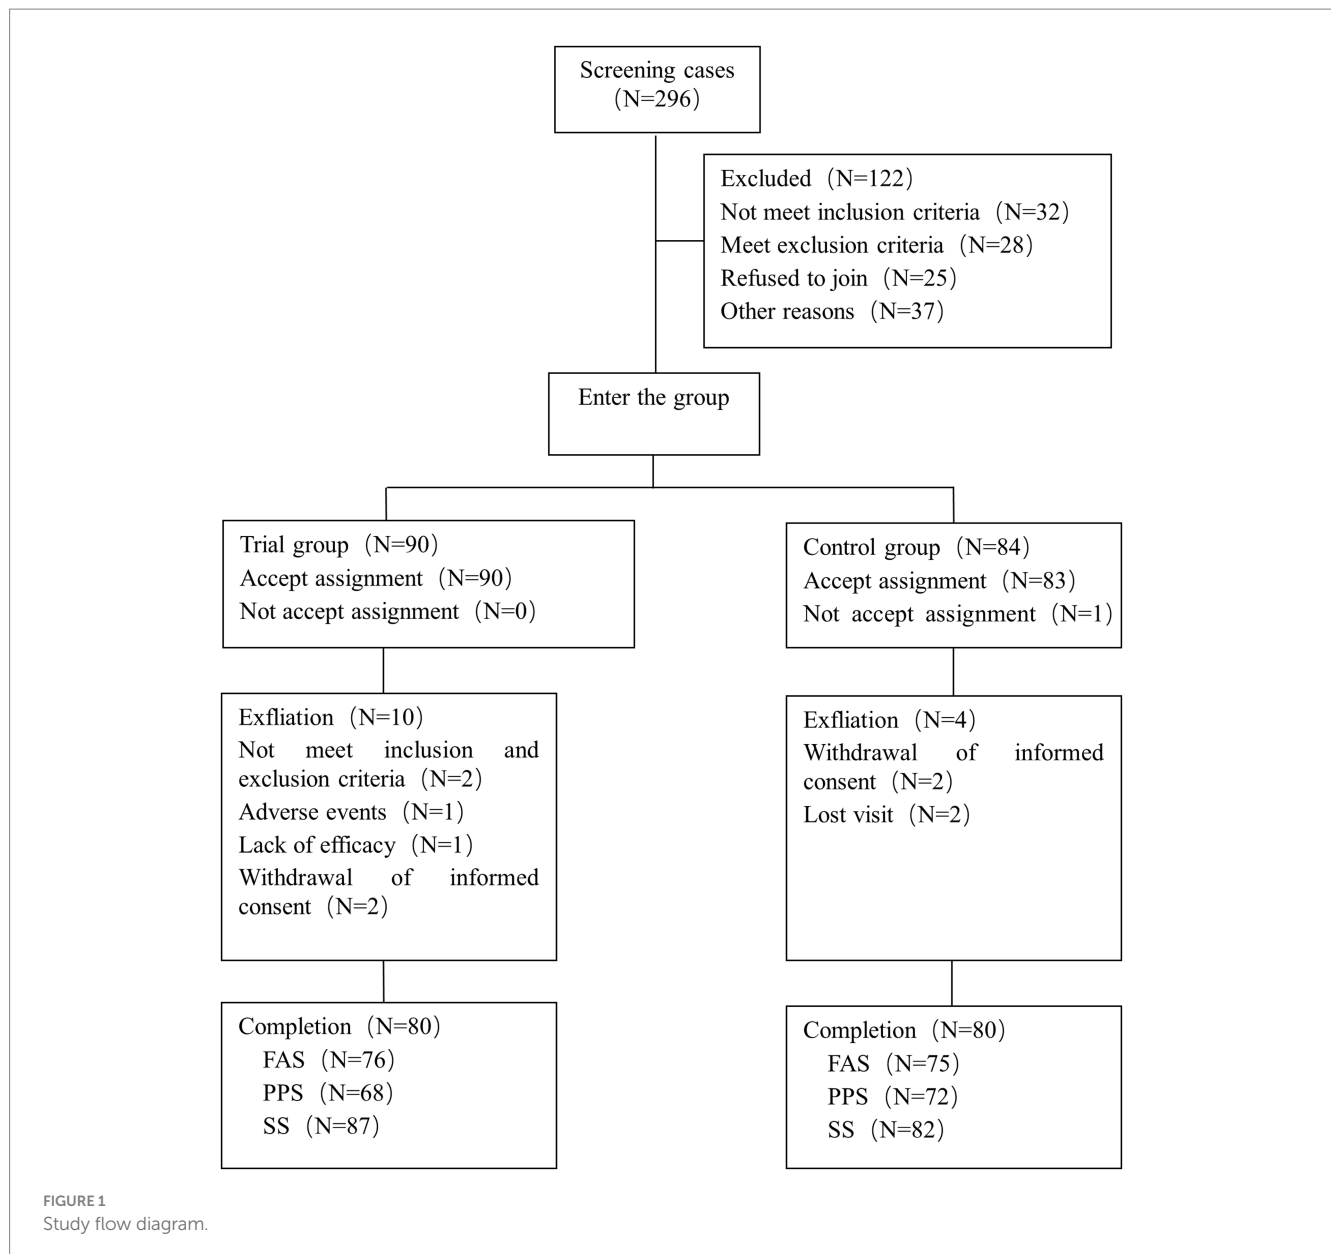 Screening cases
(N=296)
Excluded (N=122)
Not meet inclusion criteria (N=32)
Meet exclusion criteria (N=28)
Refused to join (N=25)
Other reasons (N=37)
Enter the group
Trial group (N=90)
Accept assignment (N=90)
Not accept assignment (N=0)
Control group (N=84)
Accept assignment (N=83)
Not accept assignment (N=1)
Exfliation (N=10)
Not meet inclusion and
exclusion criteria (N=2)
Adverse events (N=1)
Lack of efficacy (N=1)
Withdrawal of informed
consent (N=2)
Exfliation (N=4)
Withdrawal of informed
consent (N=2)
Lost visit (N=2)
Completion (N=80)
FAS (N=76)
PPS (N=68)
SS (N=87)
Completion (N=80)
FAS (N=75)
PPS (N=72)
SS (N=82)
FIGURE 1
Study flow diagram.